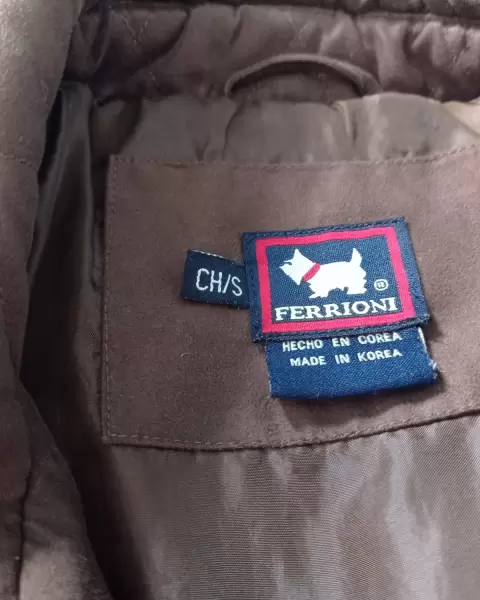 CH/S
FERRIONI
®
HECHO EN COREA
MADE IN KOREA